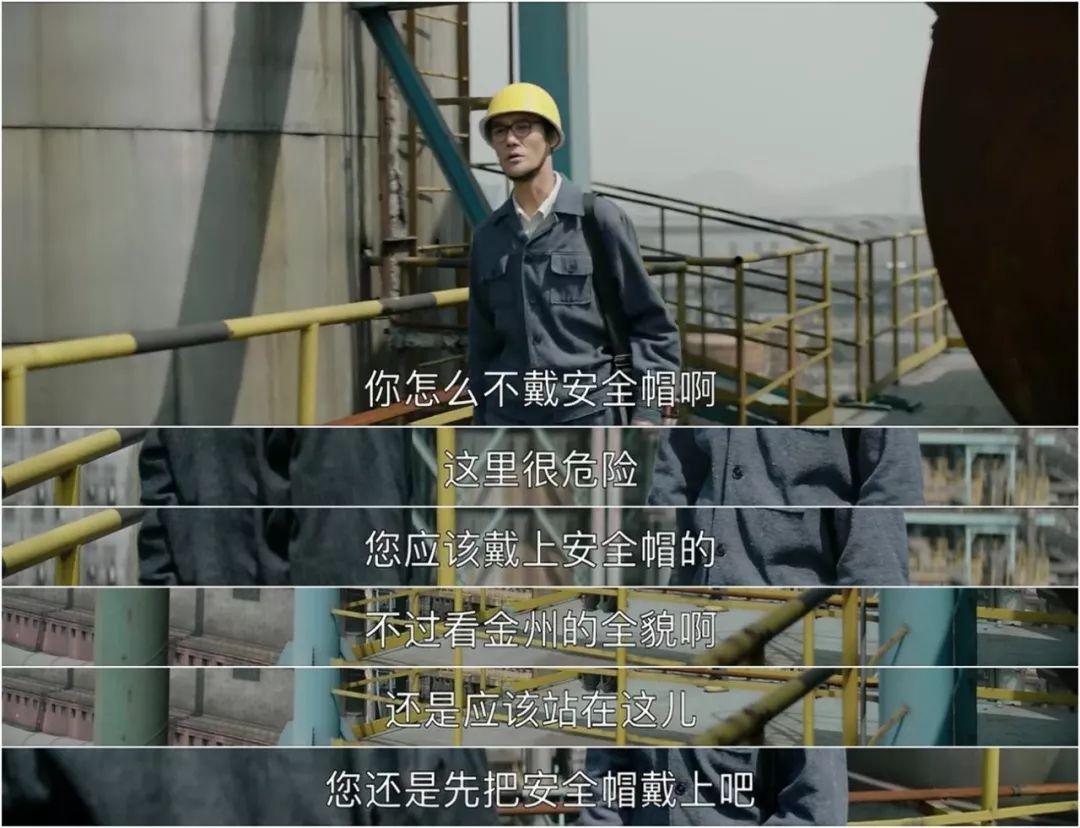 你怎么不戴安全帽啊
这里很危险
您应该戴上安全帽的
不过看金州的全貌啊
还是应该站在这儿
您还是先把安全帽戴上吧